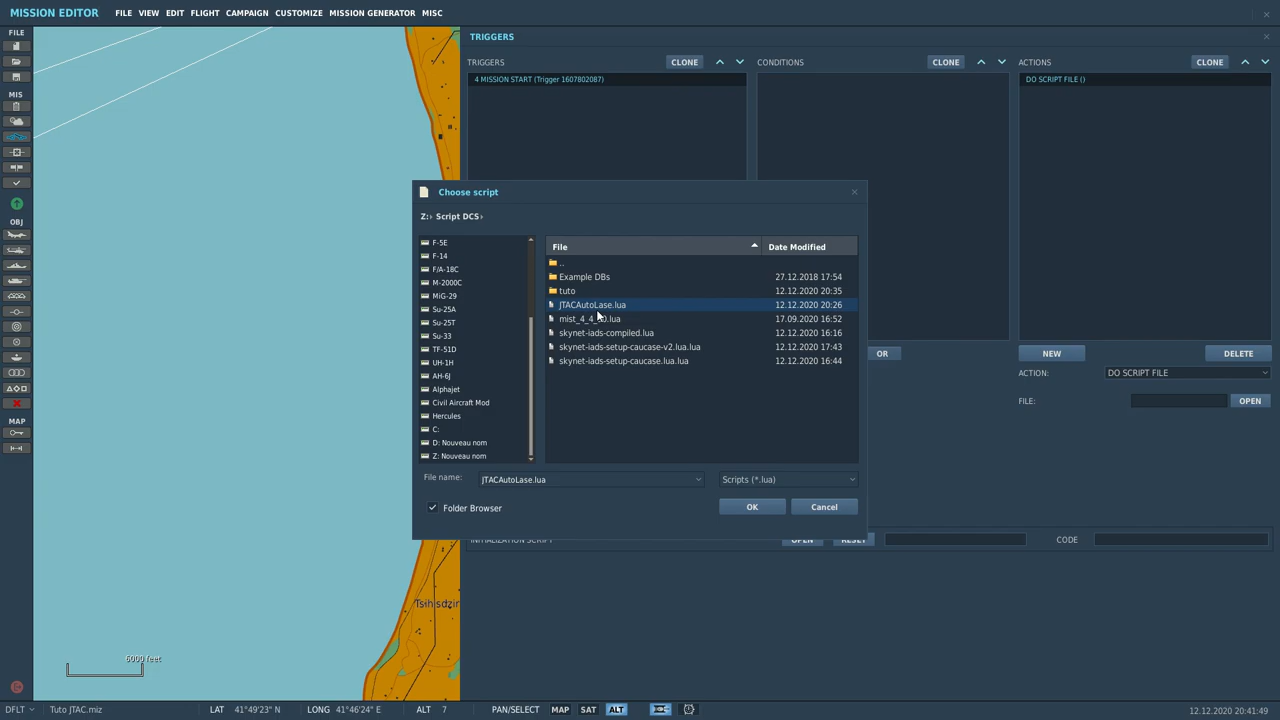 MISSION EDITOR
FILE VIEW EDIT FLIGHT CAMPAIGN CUSTOMIZE MISSION GENERATOR MISC
FILE
MIS
OBJ
MAP
TRIGGERS
TRIGGERS CLONE CONDITIONS CLONE ACTIONS CLONE
4 MISSION START (Trigger 1607802087)
DO SCRIPT FILE ()
OR
NEW DELETE
ACTION: DO SCRIPT FILE
FILE: OPEN
Choose script
Z: Script DCS
F-5E
F-14
F/A-18C
M-2000C
MiG-29
Su-25A
Su-25T
Su-33
TF-51D
UH-1H
AH-6J
Alphajet
Civil Aircraft Mod
Hercules
C:
D: Nouveau nom
Z: Nouveau nom
File Date Modified
..
Example DBs 27.12.2018 17:54
tuto 12.12.2020 20:35
JTACAutoLase.lua 12.12.2020 20:26
mist_4_4_90.lua 17.09.2020 16:52
skynet-iads-compiled.lua 12.12.2020 16:16
skynet-iads-setup-caucase-v2.lua.lua 12.12.2020 17:43
skynet-iads-setup-caucase.lua.lua 12.12.2020 16:44
File name: JTACAutoLase.lua Scripts (*.lua)
Folder Browser OK Cancel
INITIALIZATION SCRIPT OPEN RESET CODE
Tsihisdzir
6000 feet
DFLT Tuto JTAC.miz LAT 41°49'23" N LONG 41°46'24" E ALT 7 PAN/SELECT MAP SAT ALT 12.12.2020 20:41:49